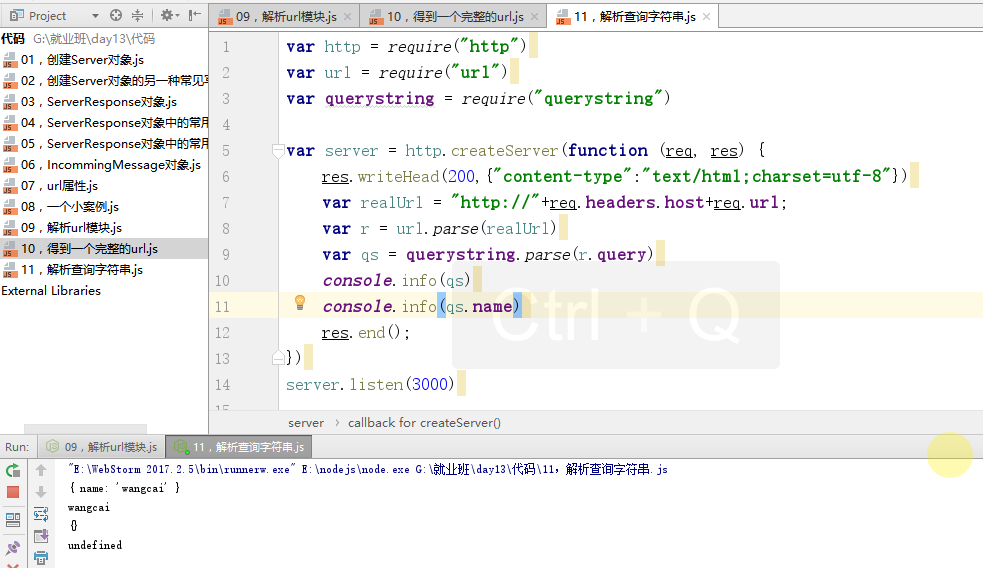 Project
09，解析url模块.js
10，得到一个完整的url.js
11，解析查询字符串.js
代码 G:\就业班\day13\代码
01，创建Server对象.js
02，创建Server对象的另一种常见写
03，ServerResponse对象.js
04，ServerResponse对象中的常用
05，ServerResponse对象中的常用
06，IncommingMessage对象.js
07，url属性.js
08，一个小案例.js
09，解析url模块.js
10，得到一个完整的url.js
11，解析查询字符串.js
External Libraries
1 var http = require("http")
2 var url = require("url")
3 var querystring = require("querystring")
4
5 var server = http.createServer(function (req, res) {
6 res.writeHead(200,{"content-type":"text/html;charset=utf-8"})
7 var realUrl = "http://"+req.headers.host+req.url;
8 var r = url.parse(realUrl)
9 var qs = querystring.parse(r.query)
10 console.info(qs)
11 console.info(qs.name)
12 res.end();
13 })
14 server.listen(3000)
15
Ctrl + Q
server › callback for createServer()
Run: 09，解析url模块.js 11，解析查询字符串.js
"E:\WebStorm 2017.2.5\bin\runnerw.exe" E:\nodejs\node.exe G:\就业班\day13\代码\11，解析查询字符串.js
{ name: 'wangcai' }
wangcai
{}
undefined